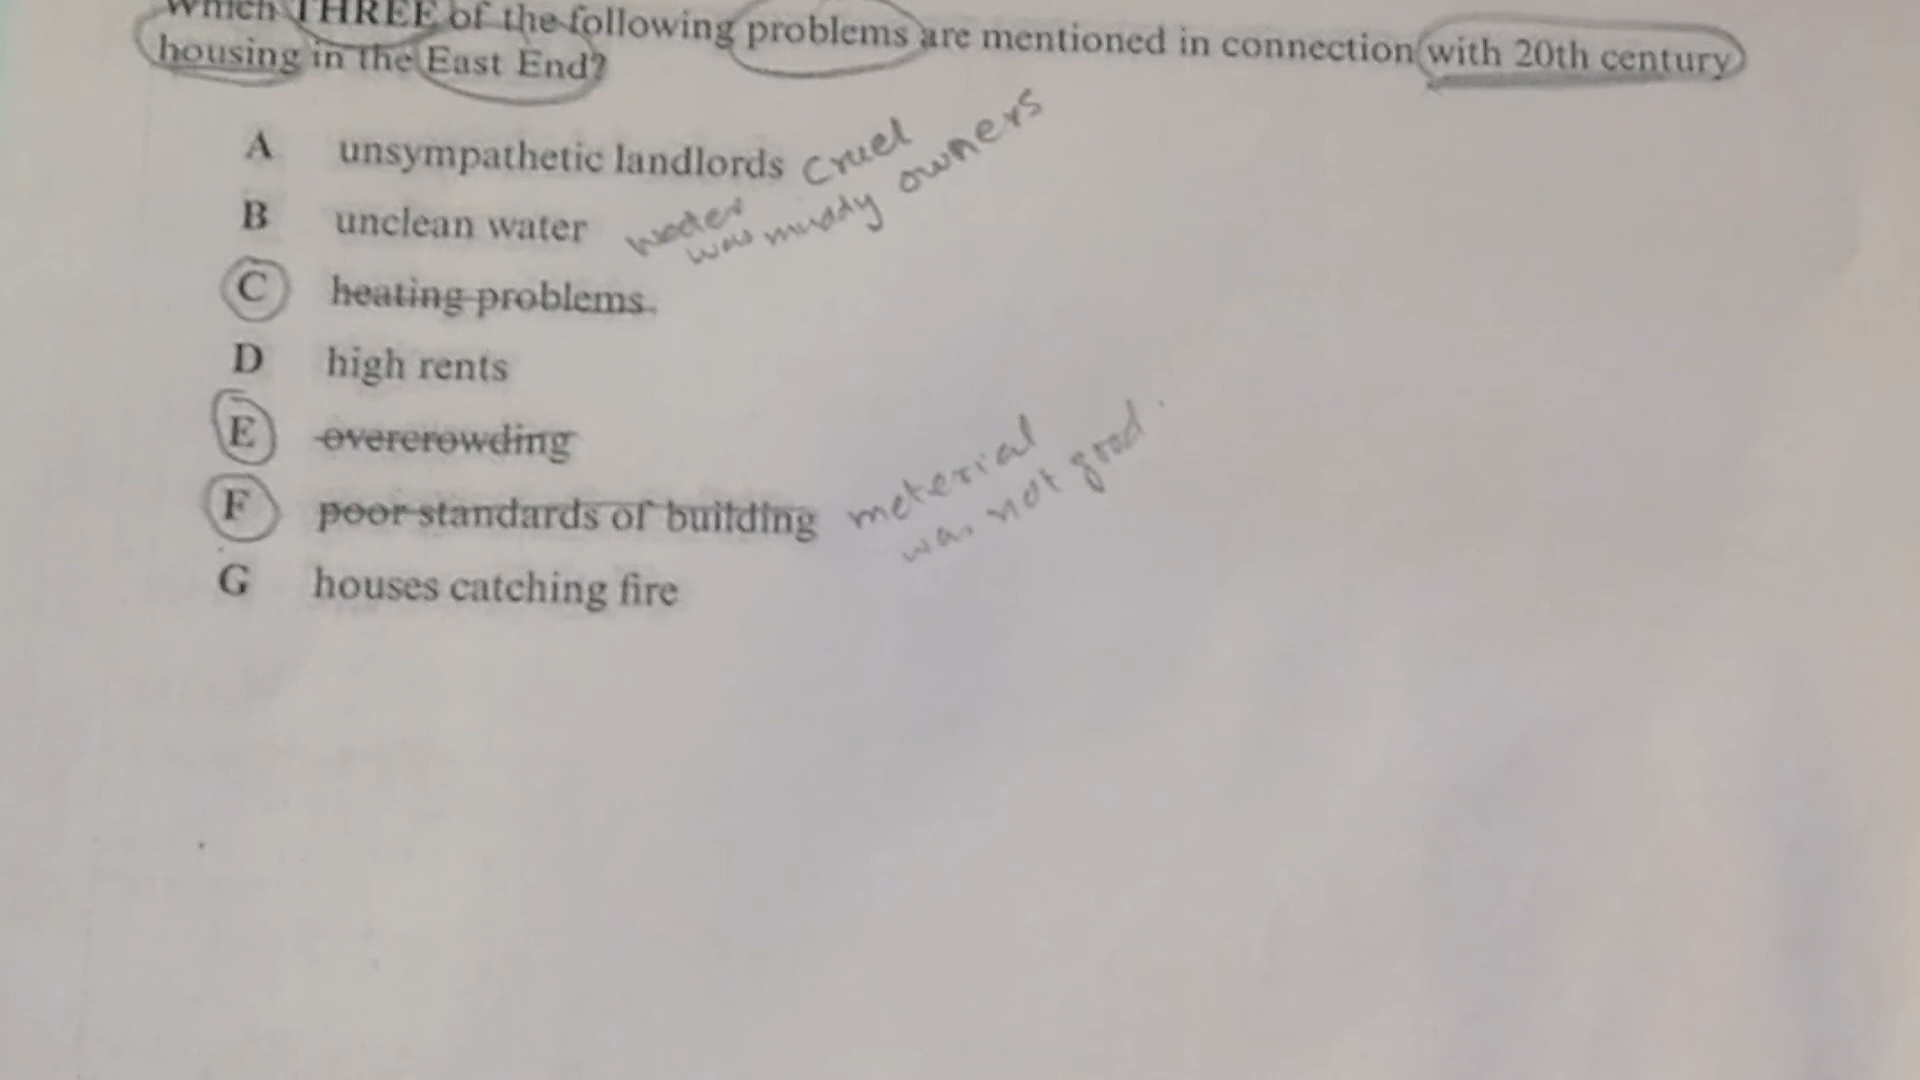 Which THREE of the following problems are mentioned in connection with 20th century
housing in the East End?
A unsympathetic landlords cruel owners
B unclean water water was muddy
C heating problems.
D high rents
E overcrowding
F poor standards of building meterial was not good.
G houses catching fire